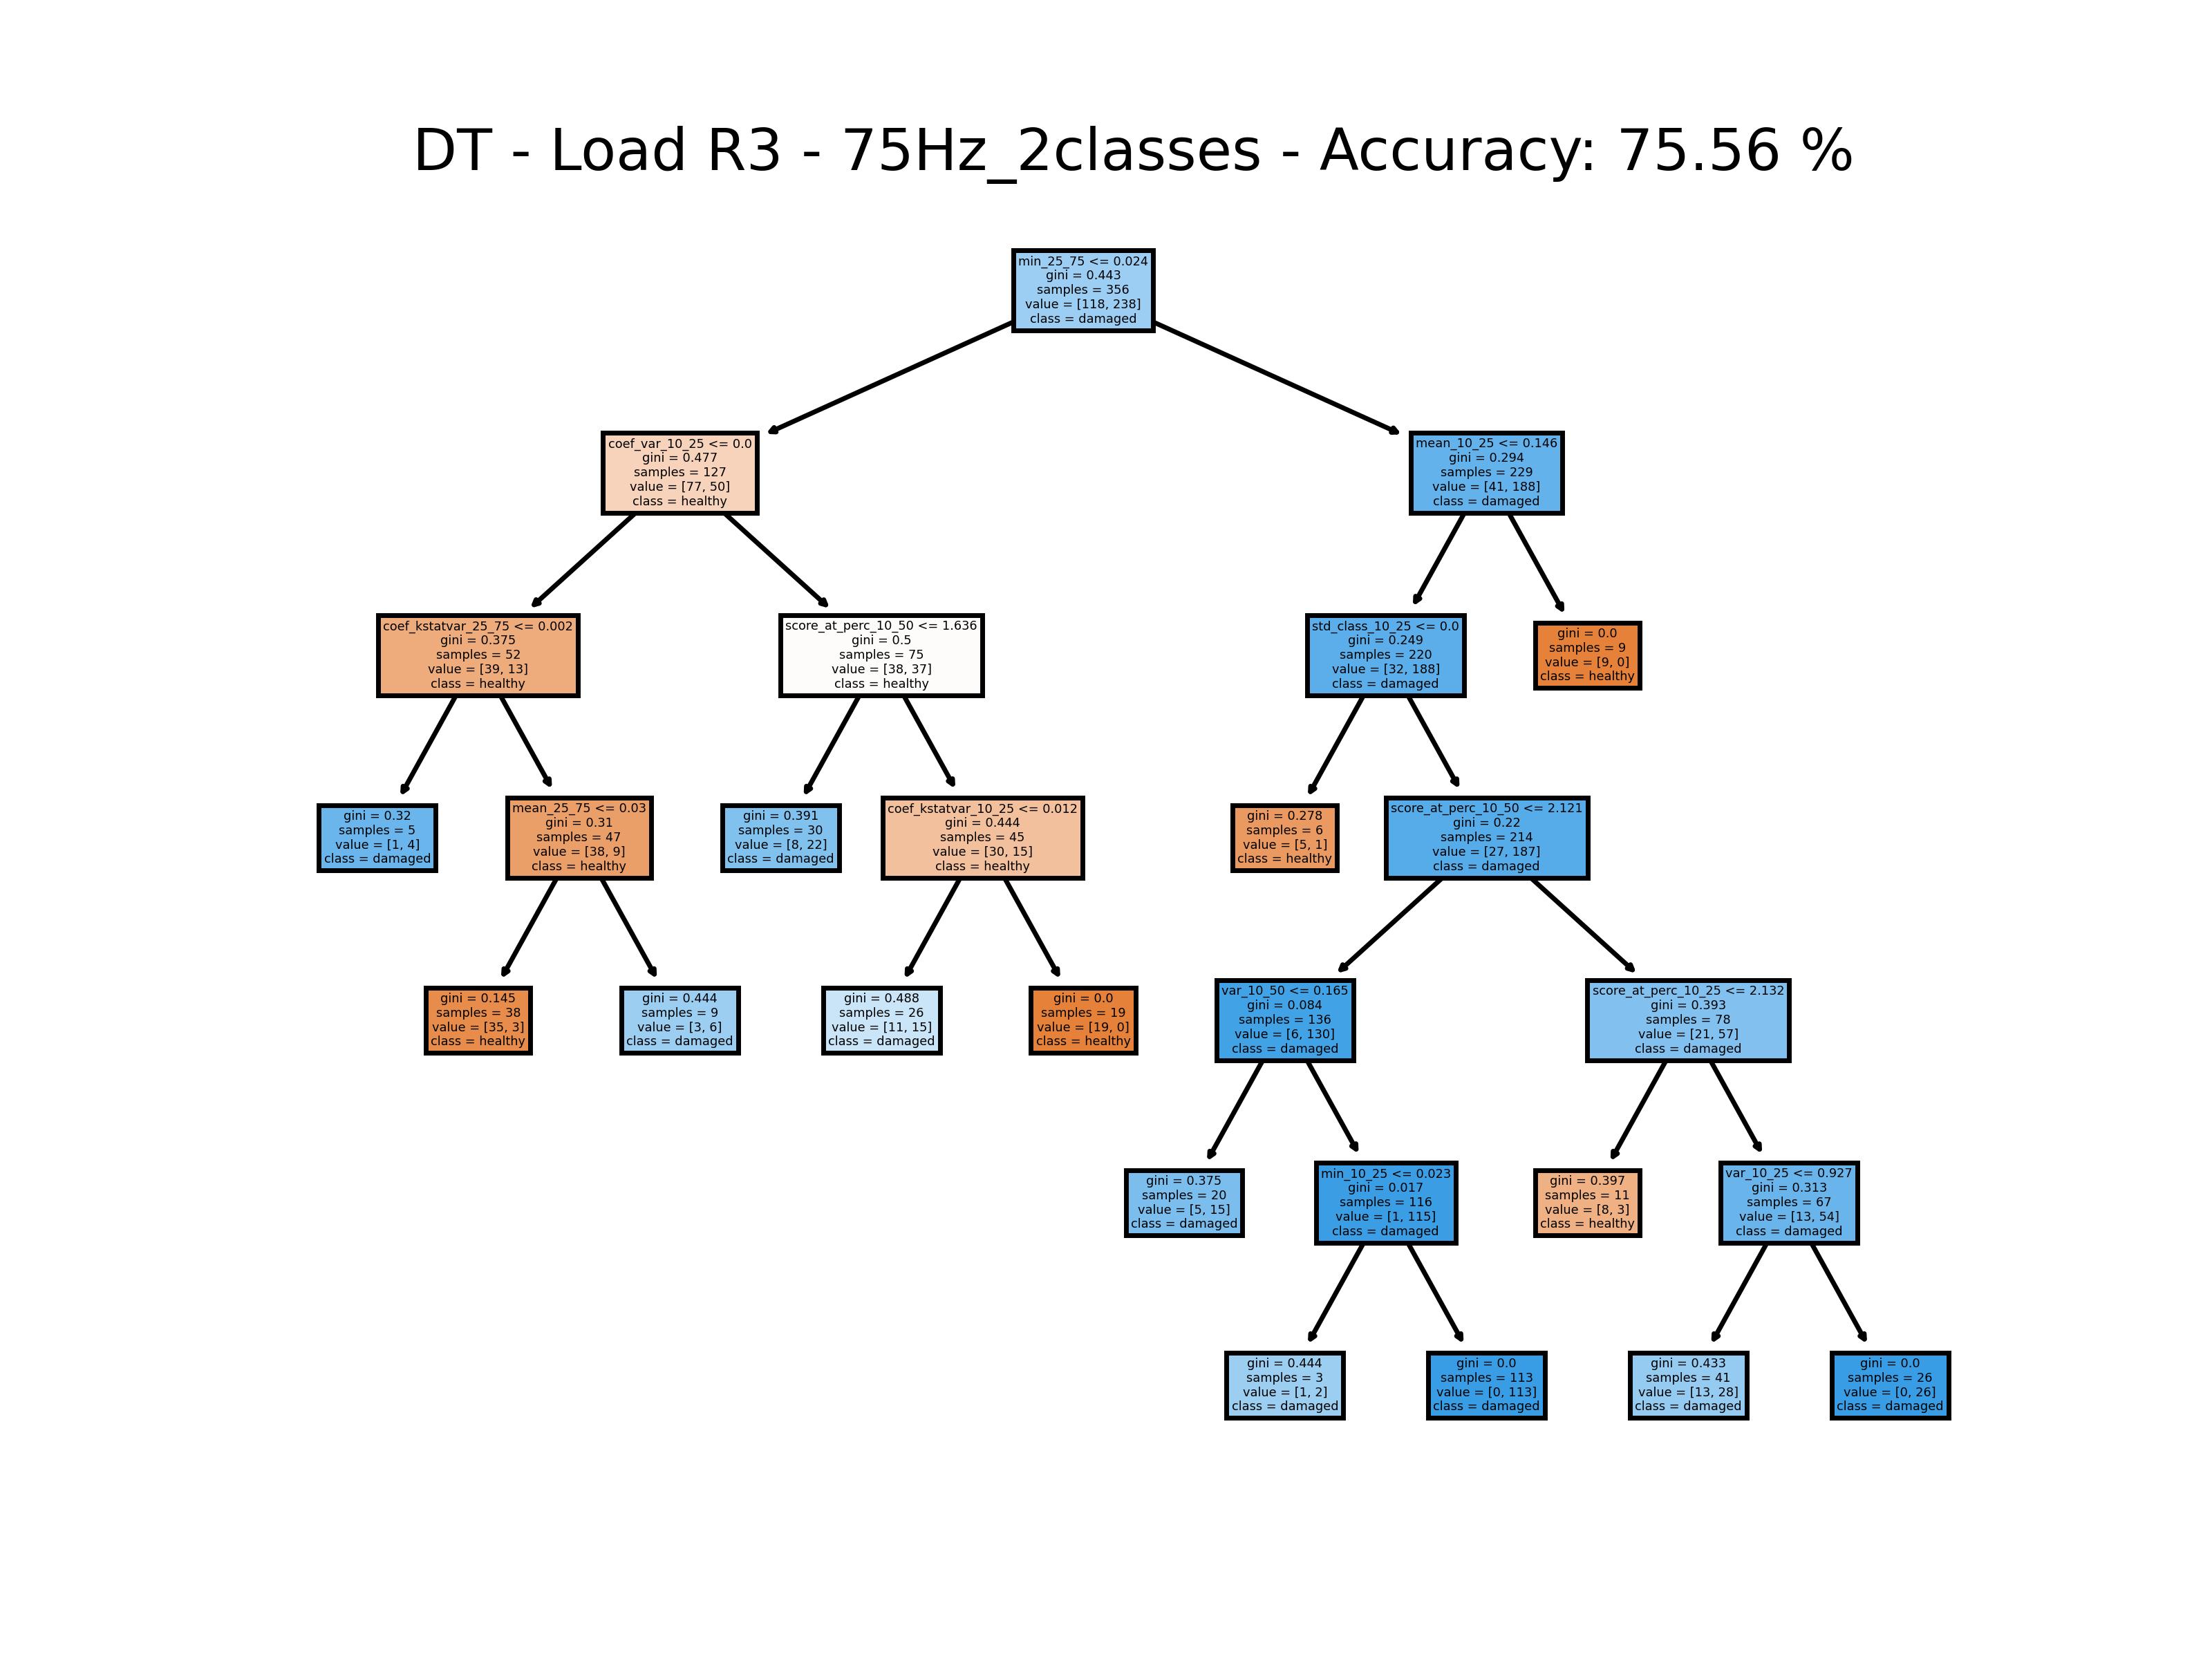 DT - Load R3 - 75Hz_2classes - Accuracy: 75.56 %
min_25_75 <= 0.024
gini = 0.443
samples = 356
value = [118, 238]
class = damaged
coef_var_10_25 <= 0.0
gini = 0.477
samples = 127
value = [77, 50]
class = healthy
mean_10_25 <= 0.146
gini = 0.294
samples = 229
value = [41, 188]
class = damaged
coef_kstatvar_25_75 <= 0.002
gini = 0.375
samples = 52
value = [39, 13]
class = healthy
score_at_perc_10_50 <= 1.636
gini = 0.5
samples = 75
value = [38, 37]
class = healthy
std_class_10_25 <= 0.0
gini = 0.249
samples = 220
value = [32, 188]
class = damaged
gini = 0.0
samples = 9
value = [9, 0]
class = healthy
gini = 0.32
samples = 5
value = [1, 4]
class = damaged
mean_25_75 <= 0.03
gini = 0.31
samples = 47
value = [38, 9]
class = healthy
gini = 0.391
samples = 30
value = [8, 22]
class = damaged
coef_kstatvar_10_25 <= 0.012
gini = 0.444
samples = 45
value = [30, 15]
class = healthy
gini = 0.278
samples = 6
value = [5, 1]
class = healthy
score_at_perc_10_50 <= 2.121
gini = 0.22
samples = 214
value = [27, 187]
class = damaged
gini = 0.145
samples = 38
value = [35, 3]
class = healthy
gini = 0.444
samples = 9
value = [3, 6]
class = damaged
gini = 0.488
samples = 26
value = [11, 15]
class = damaged
gini = 0.0
samples = 19
value = [19, 0]
class = healthy
var_10_50 <= 0.165
gini = 0.084
samples = 136
value = [6, 130]
class = damaged
score_at_perc_10_25 <= 2.132
gini = 0.393
samples = 78
value = [21, 57]
class = damaged
gini = 0.375
samples = 20
value = [5, 15]
class = damaged
min_10_25 <= 0.023
gini = 0.017
samples = 116
value = [1, 115]
class = damaged
gini = 0.397
samples = 11
value = [8, 3]
class = healthy
var_10_25 <= 0.927
gini = 0.313
samples = 67
value = [13, 54]
class = damaged
gini = 0.444
samples = 3
value = [1, 2]
class = damaged
gini = 0.0
samples = 113
value = [0, 113]
class = damaged
gini = 0.433
samples = 41
value = [13, 28]
class = damaged
gini = 0.0
samples = 26
value = [0, 26]
class = damaged